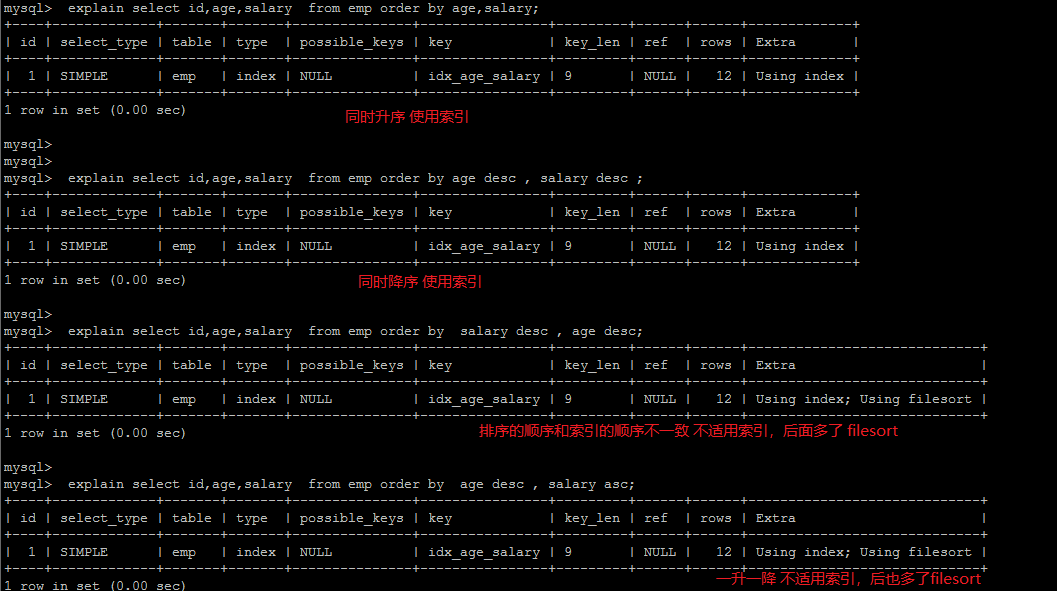 mysql>  explain select id,age,salary  from emp order by age,salary;
+----+-------------+-------+-------+---------------+----------------+---------+------+------+-------------+
| id | select_type | table | type  | possible_keys | key            | key_len | ref  | rows | Extra       |
+----+-------------+-------+-------+---------------+----------------+---------+------+------+-------------+
|  1 | SIMPLE      | emp   | index | NULL          | idx_age_salary | 9       | NULL |   12 | Using index |
+----+-------------+-------+-------+---------------+----------------+---------+------+------+-------------+
1 row in set (0.00 sec)
同时升序 使用索引
mysql>
mysql>
mysql>  explain select id,age,salary  from emp order by age desc , salary desc ;
+----+-------------+-------+-------+---------------+----------------+---------+------+------+-------------+
| id | select_type | table | type  | possible_keys | key            | key_len | ref  | rows | Extra       |
+----+-------------+-------+-------+---------------+----------------+---------+------+------+-------------+
|  1 | SIMPLE      | emp   | index | NULL          | idx_age_salary | 9       | NULL |   12 | Using index |
+----+-------------+-------+-------+---------------+----------------+---------+------+------+-------------+
1 row in set (0.00 sec)
同时降序 使用索引
mysql>
mysql>  explain select id,age,salary  from emp order by  salary desc , age desc;
+----+-------------+-------+-------+---------------+----------------+---------+------+------+-----------------------------+
| id | select_type | table | type  | possible_keys | key            | key_len | ref  | rows | Extra                       |
+----+-------------+-------+-------+---------------+----------------+---------+------+------+-----------------------------+
|  1 | SIMPLE      | emp   | index | NULL          | idx_age_salary | 9       | NULL |   12 | Using index; Using filesort |
+----+-------------+-------+-------+---------------+----------------+---------+------+------+-----------------------------+
1 row in set (0.00 sec)
排序的顺序和索引的顺序不一致 不适用索引，后面多了 filesort
mysql>
mysql>  explain select id,age,salary  from emp order by  age desc , salary asc;
+----+-------------+-------+-------+---------------+----------------+---------+------+------+-----------------------------+
| id | select_type | table | type  | possible_keys | key            | key_len | ref  | rows | Extra                       |
+----+-------------+-------+-------+---------------+----------------+---------+------+------+-----------------------------+
|  1 | SIMPLE      | emp   | index | NULL          | idx_age_salary | 9       | NULL |   12 | Using index; Using filesort |
+----+-------------+-------+-------+---------------+----------------+---------+------+------+-----------------------------+
1 row in set (0.00 sec)
一升一降 不适用索引，后也多了filesort